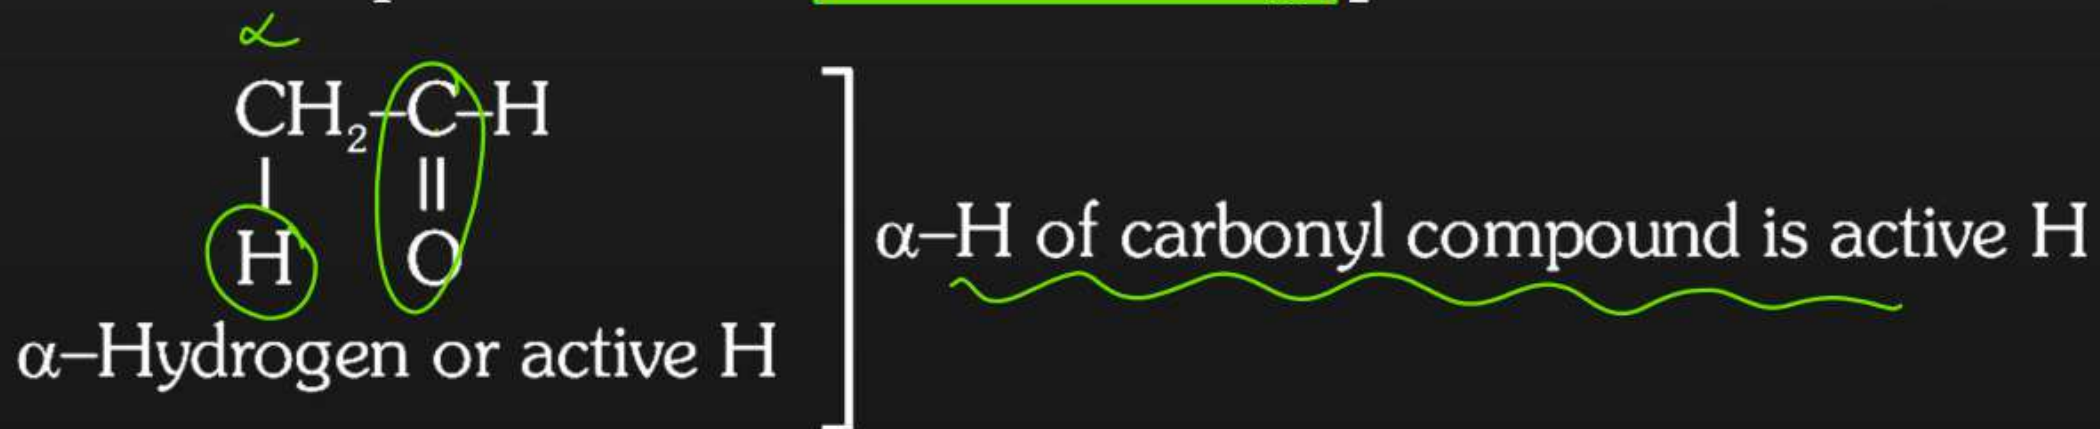 α
CH₂–C–H
| ||
H O
α–Hydrogen or active H
α–H of carbonyl compound is active H